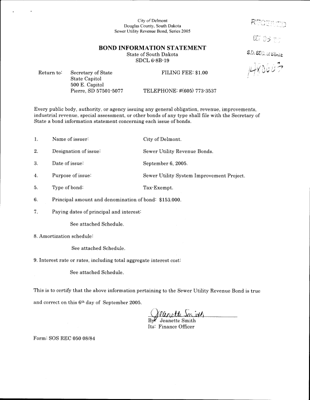 City of Delmont
Douglas County, South Dakota
Sewer Utility Revenue Bond, Series 2005
BOND INFORMATION STATEMENT
State of South Dakota
SDCL 6-8B-19
Return to: Secretary of State FILING FEE: $1.00
State Capitol
500 E. Capitol
Pierre, SD 57501-5077 TELEPHONE: #(605) 773-3537
Every public body, authority, or agency issuing any general obligation, revenue, improvements,
industrial revenue, special assessment, or other bonds of any type shall file with the Secretary of
State a bond information statement concerning each issue of bonds.
1. Name of issuer: City of Delmont.
2. Designation of issue: Sewer Utility Revenue Bonds.
3. Date of issue: September 6, 2005.
4. Purpose of issue: Sewer Utility System Improvement Project.
5. Type of bond: Tax-Exempt.
6. Principal amount and denomination of bond: $153,000.
7. Paying dates of principal and interest:
See attached Schedule.
8. Amortization schedule:
See attached Schedule.
9. Interest rate or rates, including total aggregate interest cost:
See attached Schedule.
This is to certify that the above information pertaining to the Sewer Utility Revenue Bond is true
and correct on this 6th day of September 2005.
Jeanette Smith
By: Jeanette Smith
Its: Finance Officer
Form: SOS REC 050 08/84